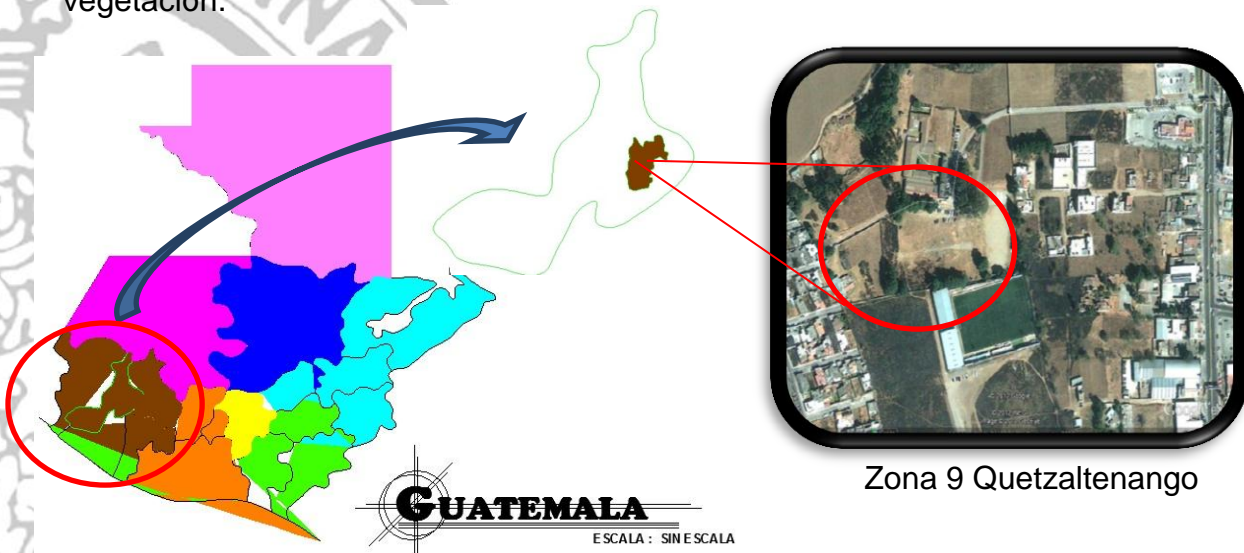 vegetación.
GUATEMALA
ESCALA : SIN ESCALA
Zona 9 Quetzaltenango